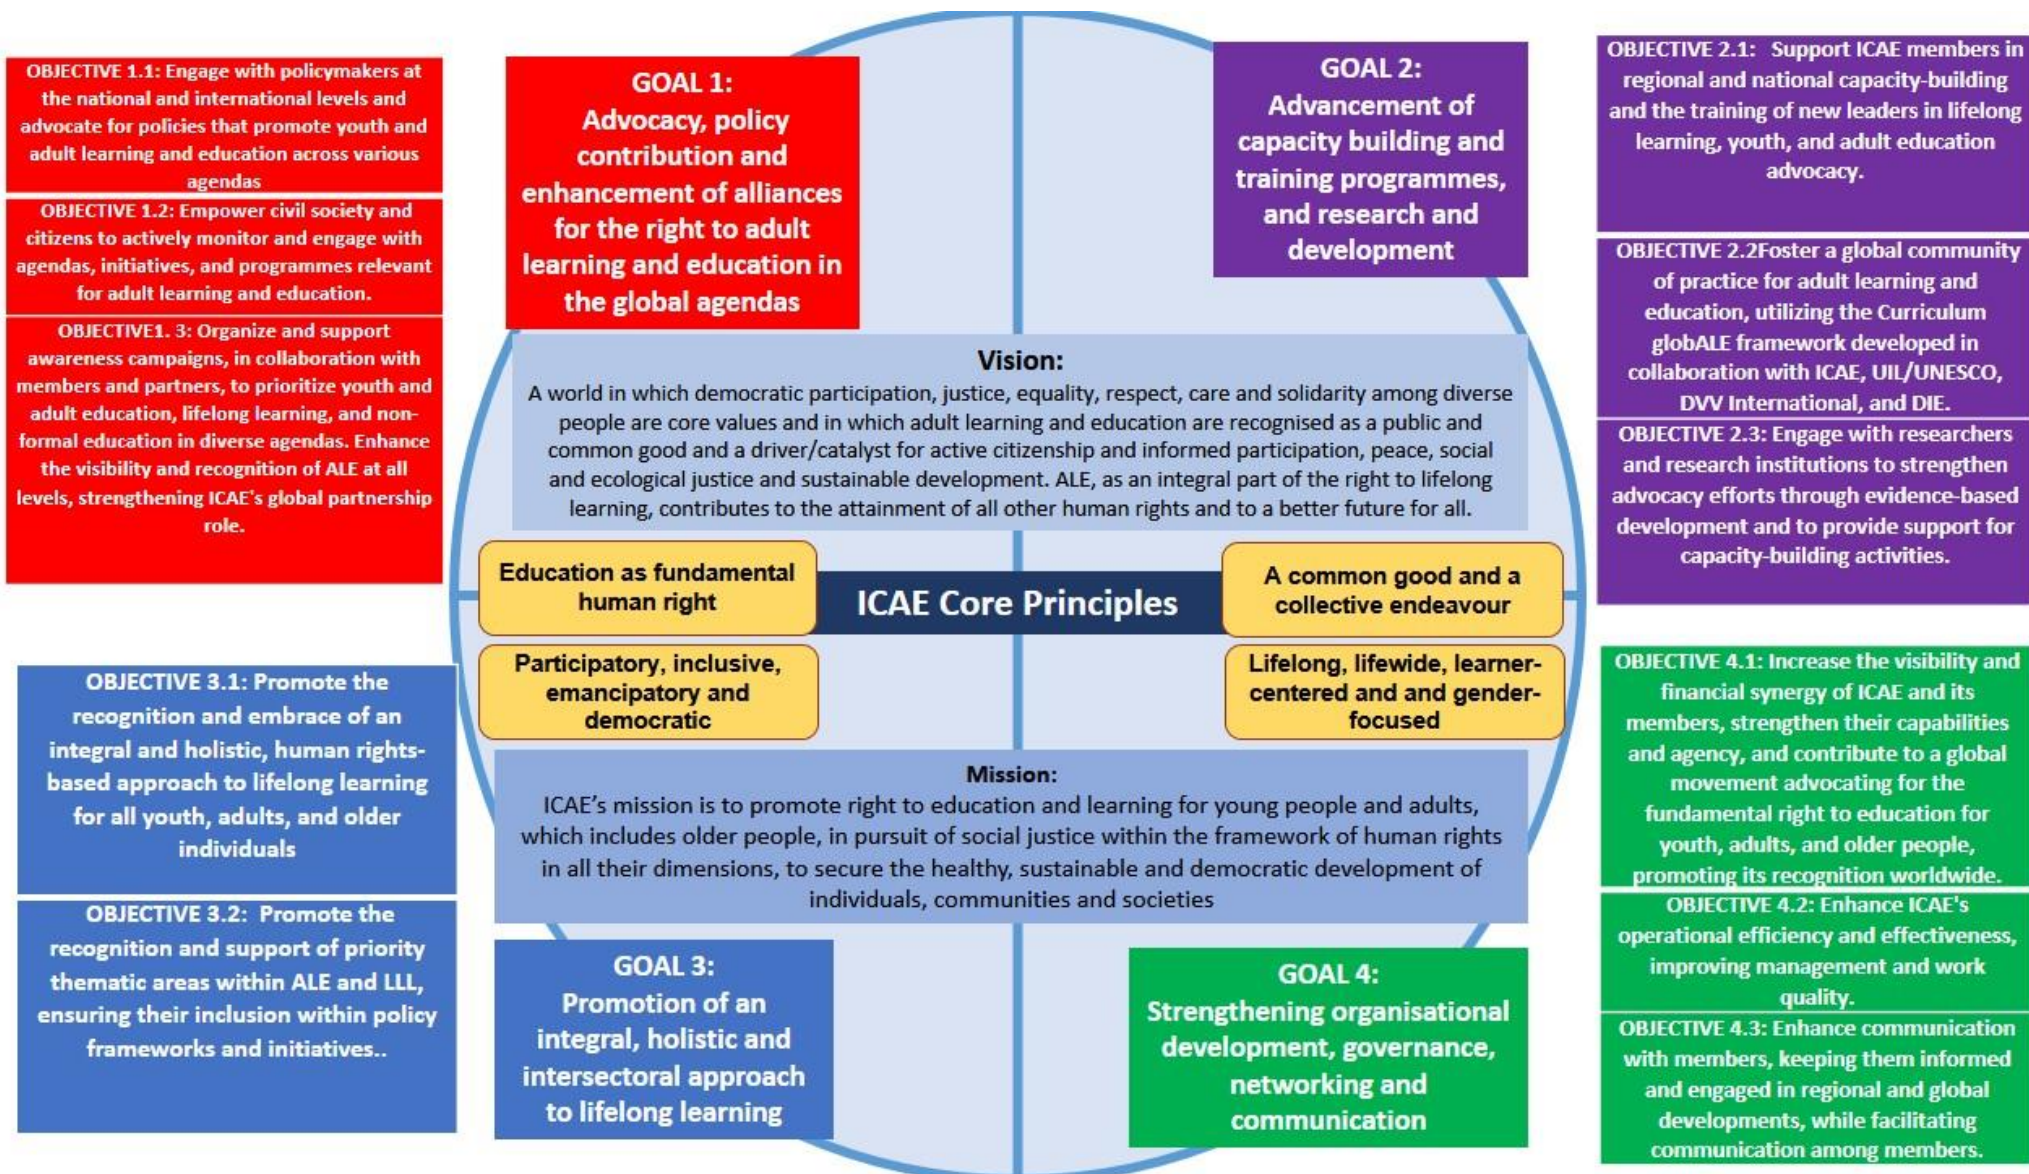 OBJECTIVE 1.1: Engage with policymakers at
the national and international levels and
advocate for policies that promote youth and
adult learning and education across various
agendas
OBJECTIVE 1.2: Empower civil society and
citizens to actively monitor and engage with
agendas, initiatives, and programmes relevant
for adult learning and education.
OBJECTIVE1. 3: Organize and support
awareness campaigns, in collaboration with
members and partners, to prioritize youth and
adult education, lifelong learning, and non-
formal education in diverse agendas. Enhance
the visibility and recognition of ALE at all
levels, strengthening ICAE's global partnership
role.
GOAL 1:
Advocacy, policy
contribution and
enhancement of alliances
for the right to adult
learning and education in
the global agendas
GOAL 2:
Advancement of
capacity building and
training programmes,
and research and
development
OBJECTIVE 2.1: Support ICAE members in
regional and national capacity-building
and the training of new leaders in lifelong
learning, youth, and adult education
advocacy.
OBJECTIVE 2.2Foster a global community
of practice for adult learning and
education, utilizing the Curriculum
globALE framework developed in
collaboration with ICAE, UIL/UNESCO,
DVV International, and DIE.
OBJECTIVE 2.3: Engage with researchers
and research institutions to strengthen
advocacy efforts through evidence-based
development and to provide support for
capacity-building activities.
Vision:
A world in which democratic participation, justice, equality, respect, care and solidarity among diverse
people are core values and in which adult learning and education are recognised as a public and
common good and a driver/catalyst for active citizenship and informed participation, peace, social
and ecological justice and sustainable development. ALE, as an integral part of the right to lifelong
learning, contributes to the attainment of all other human rights and to a better future for all.
Education as fundamental
human right
ICAE Core Principles
A common good and a
collective endeavour
Participatory, inclusive,
emancipatory and
democratic
Lifelong, lifewide, learner-
centered and and gender-
focused
Mission:
ICAE's mission is to promote right to education and learning for young people and adults,
which includes older people, in pursuit of social justice within the framework of human rights
in all their dimensions, to secure the healthy, sustainable and democratic development of
individuals, communities and societies
OBJECTIVE 3.1: Promote the
recognition and embrace of an
integral and holistic, human rights-
based approach to lifelong learning
for all youth, adults, and older
individuals
OBJECTIVE 3.2: Promote the
recognition and support of priority
thematic areas within ALE and LLL,
ensuring their inclusion within policy
frameworks and initiatives..
GOAL 3:
Promotion of an
integral, holistic and
intersectoral approach
to lifelong learning
GOAL 4:
Strengthening organisational
development, governance,
networking and
communication
OBJECTIVE 4.1: Increase the visibility and
financial synergy of ICAE and its
members, strengthen their capabilities
and agency, and contribute to a global
movement advocating for the
fundamental right to education for
youth, adults, and older people,
promoting its recognition worldwide.
OBJECTIVE 4.2: Enhance ICAE's
operational efficiency and effectiveness,
improving management and work
quality.
OBJECTIVE 4.3: Enhance communication
with members, keeping them informed
and engaged in regional and global
developments, while facilitating
communication among members.